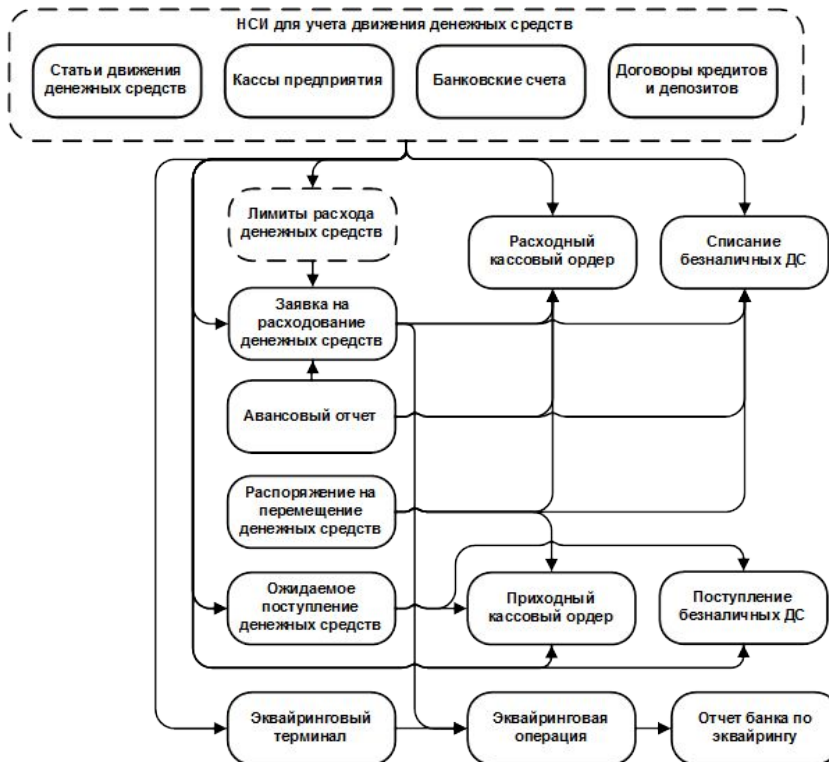 НСИ для учета движения денежных средств
Статьи движения
денежных средств
Кассы предприятия
Банковские счета
Договоры кредитов
и депозитов
Лимиты расхода
денежных средств
Расходный
кассовый ордер
Списание
безналичных ДС
Заявка на
расходование
денежных средств
Авансовый отчет
Распоряжение на
перемещение
денежных средств
Ожидаемое
поступление
денежных средств
Приходный
кассовый ордер
Поступление
безналичных ДС
Эквайринговый
терминал
Эквайринговая
операция
Отчет банка по
эквайрингу